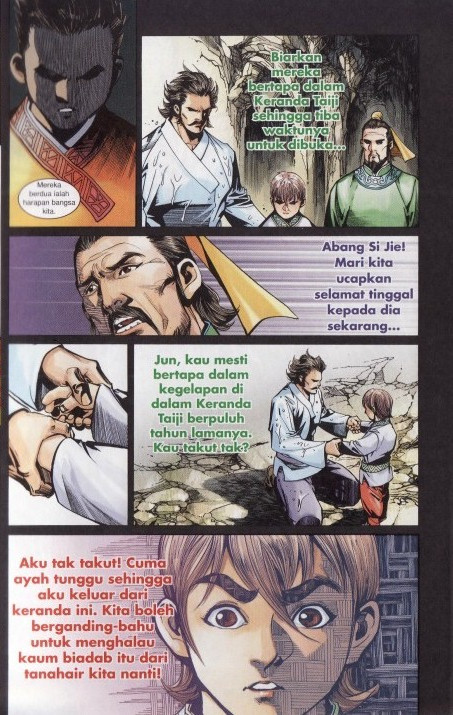 Mereka
berdua ialah
harapan bangsa
kita.
Biarkan
mereka
bertapa dalam
Keranda Taiji
sehingga tiba
waktunya
untuk dibuka...
Abang Si Jie!
Mari kita
ucapkan
selamat tinggal
kepada dia
sekarang...
Jun, kau mesti
bertapa dalam
kegelapan di
dalam Keranda
Taiji berpuluh
tahun lamanya.
Kau takut tak?
Aku tak takut! Cuma
ayah tunggu sehingga
aku keluar dari
keranda ini. Kita boleh
berganding-bahu
untuk menghalau
kaum biadab itu dari
tanahair kita nanti!